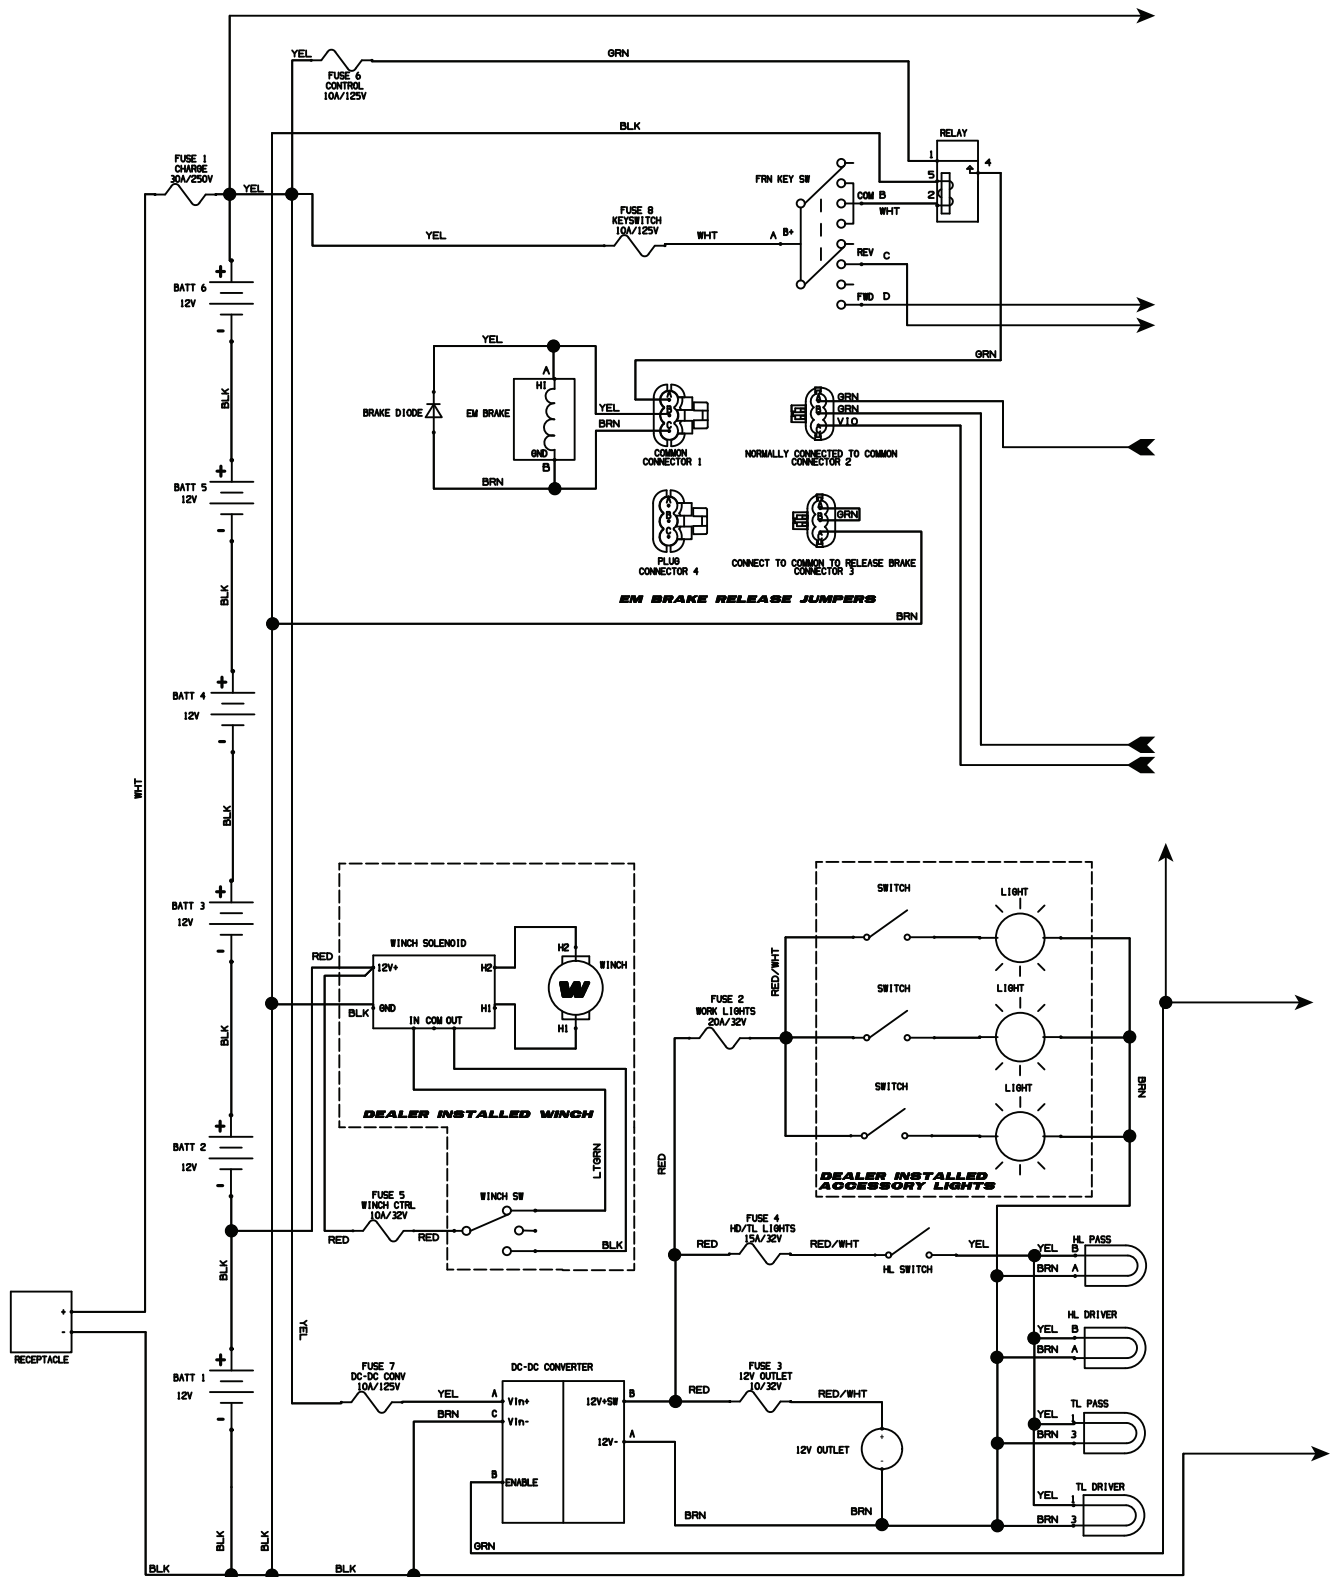 YEL
FUSE 6
CONTROL
10A/125V
GRN
BLK
RELAY
1
4
5
2
FUSE 1
CHARGE
30A/250V
YEL
FRN KEY SW
COM B
WHT
FUSE 8
KEYSWITCH
10A/125V
YEL
WHT
A B+
REV C
FWD D
+
BATT 6
12V
-
YEL
A
H1
BRAKE DIODE
EM BRAKE
GND
B
BRN
GRN
YEL
BRN
A
B
C
COMMON
CONNECTOR 1
A
B
C
GRN
GRN
VIO
NORMALLY CONNECTED TO COMMON
CONNECTOR 2
BLK
+
BATT 5
12V
-
A
B
C
PLUG
CONNECTOR 4
GRN
CONNECT TO COMMON TO RELEASE BRAKE
CONNECTOR 3
EM BRAKE RELEASE JUMPERS
BRN
BLK
+
BATT 4
12V
-
WHT
BLK
+
BATT 3
12V
-
RED
WINCH SOLENOID
12V+
H2
GND
H1
BLK
IN COM OUT
H2
WINCH
W
H1
DEALER INSTALLED WINCH
LTGRN
BLK
SWITCH
LIGHT
RED/WHT
SWITCH
LIGHT
FUSE 2
WORK LIGHTS
20A/32V
SWITCH
LIGHT
BRN
DEALER INSTALLED
ACCESSORY LIGHTS
BLK
+
BATT 2
12V
-
FUSE 5
WINCH CTRL
10A/32V
WINCH SW
RED
RED
BLK
RED
RED
FUSE 4
HD/TL LIGHTS
15A/32V
RED/WHT
HL SWITCH
YEL
HL PASS
YEL B
BRN A
HL DRIVER
YEL B
BRN A
TL PASS
YEL 1
BRN 3
TL DRIVER
YEL 1
BRN 3
+
-
RECEPTACLE
BLK
+
BATT 1
12V
-
YEL
FUSE 7
DC-DC CONV
10A/125V
YEL
BRN
DC-DC CONVERTER
A
Vin+
C
Vin-
B
ENABLE
12V+SW
B
12V-
A
RED
FUSE 3
12V OUTLET
10/32V
RED/WHT
12V OUTLET
+
-
BRN
BRN
GRN
BLK
BLK
BLK
BLK